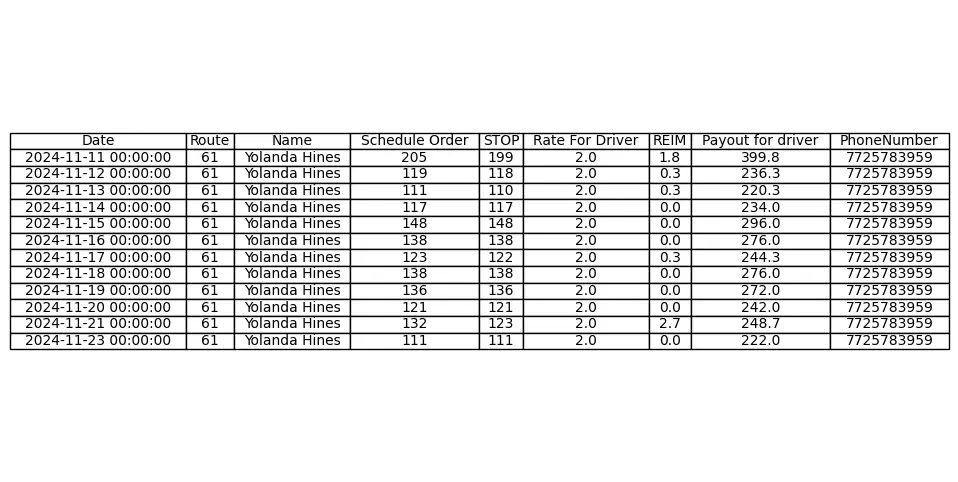 Date Route Name Schedule Order STOP Rate For Driver REIM Payout for driver PhoneNumber
2024-11-11 00:00:00 61 Yolanda Hines 205 199 2.0 1.8 399.8 7725783959
2024-11-12 00:00:00 61 Yolanda Hines 119 118 2.0 0.3 236.3 7725783959
2024-11-13 00:00:00 61 Yolanda Hines 111 110 2.0 0.3 220.3 7725783959
2024-11-14 00:00:00 61 Yolanda Hines 117 117 2.0 0.0 234.0 7725783959
2024-11-15 00:00:00 61 Yolanda Hines 148 148 2.0 0.0 296.0 7725783959
2024-11-16 00:00:00 61 Yolanda Hines 138 138 2.0 0.0 276.0 7725783959
2024-11-17 00:00:00 61 Yolanda Hines 123 122 2.0 0.3 244.3 7725783959
2024-11-18 00:00:00 61 Yolanda Hines 138 138 2.0 0.0 276.0 7725783959
2024-11-19 00:00:00 61 Yolanda Hines 136 136 2.0 0.0 272.0 7725783959
2024-11-20 00:00:00 61 Yolanda Hines 121 121 2.0 0.0 242.0 7725783959
2024-11-21 00:00:00 61 Yolanda Hines 132 123 2.0 2.7 248.7 7725783959
2024-11-23 00:00:00 61 Yolanda Hines 111 111 2.0 0.0 222.0 7725783959